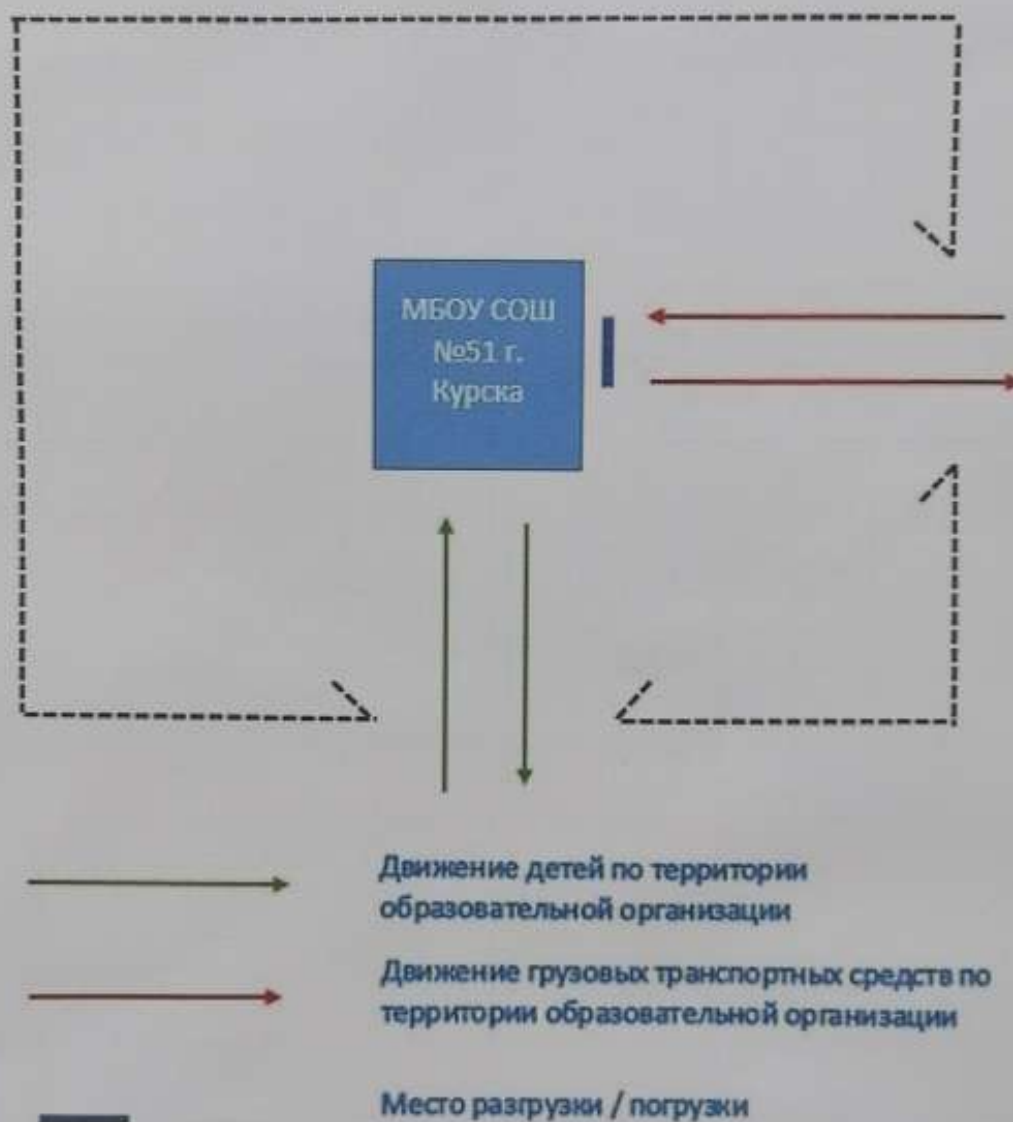 МБОУ СОШ
№51 г.
Курска
Движение детей по территории
образовательной организации
Движение грузовых транспортных средств по
территории образовательной организации
Место разгрузки / погрузки